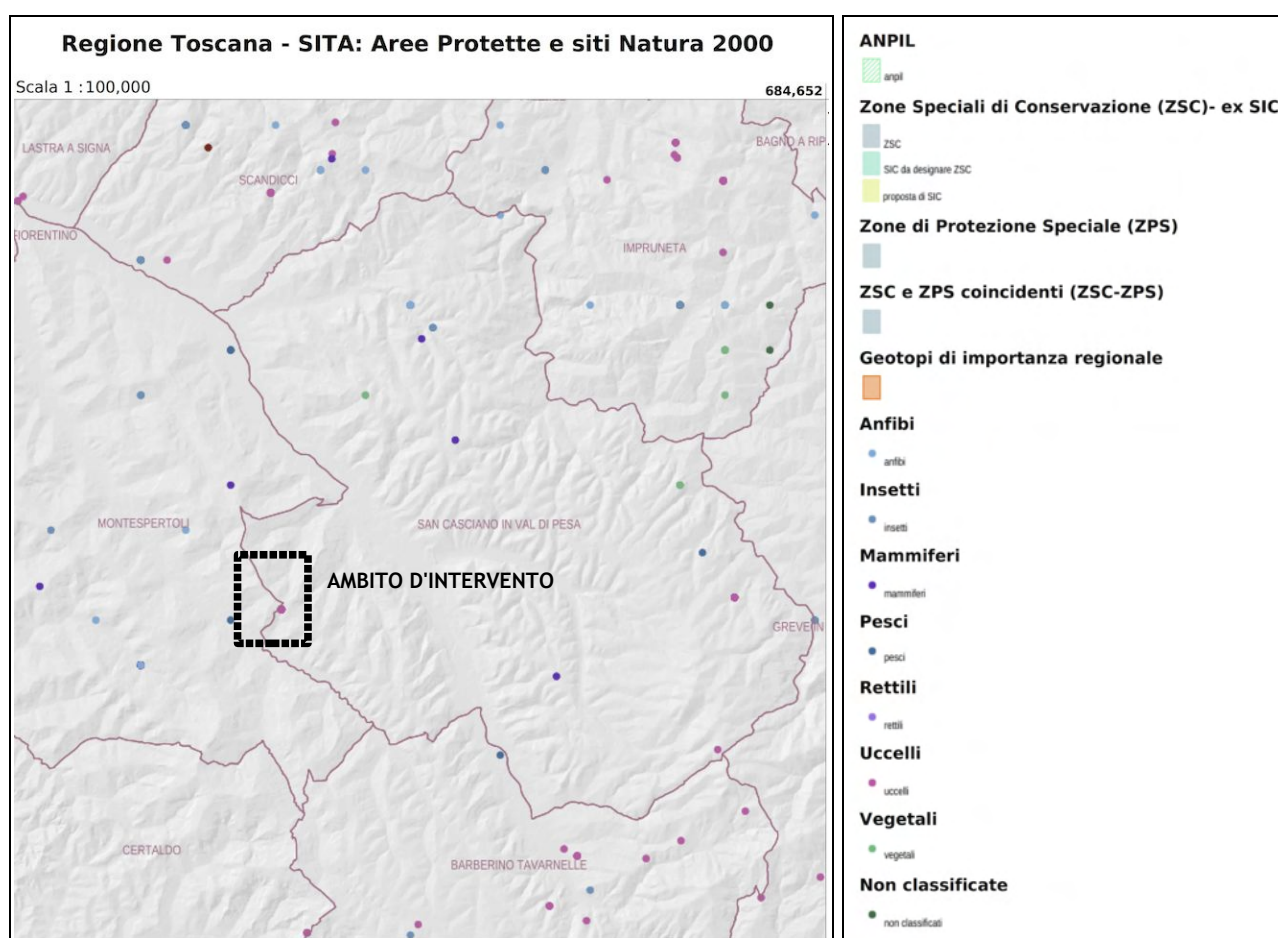 Regione Toscana - SITA: Aree Protette e siti Natura 2000
Scala 1 :100,000
684,652
LASTRA A SIGNA
SCANDICCI
BAGNO A RIP
FIORENTINO
IMPRUNETA
MONTESPERTOLI
SAN CASCIANO IN VAL DI PESA
AMBITO D'INTERVENTO
GREVE IN
CERTALDO
BARBERINO TAVARNELLE
ANPIL
anpil
Zone Speciali di Conservazione (ZSC)- ex SIC
ZSC
SIC da designare ZSC
proposta di SIC
Zone di Protezione Speciale (ZPS)
ZSC e ZPS coincidenti (ZSC-ZPS)
Geotopi di importanza regionale
Anfibi
anfibi
Insetti
insetti
Mammiferi
mammiferi
Pesci
pesci
Rettili
rettili
Uccelli
uccelli
Vegetali
vegetali
Non classificate
non classificati